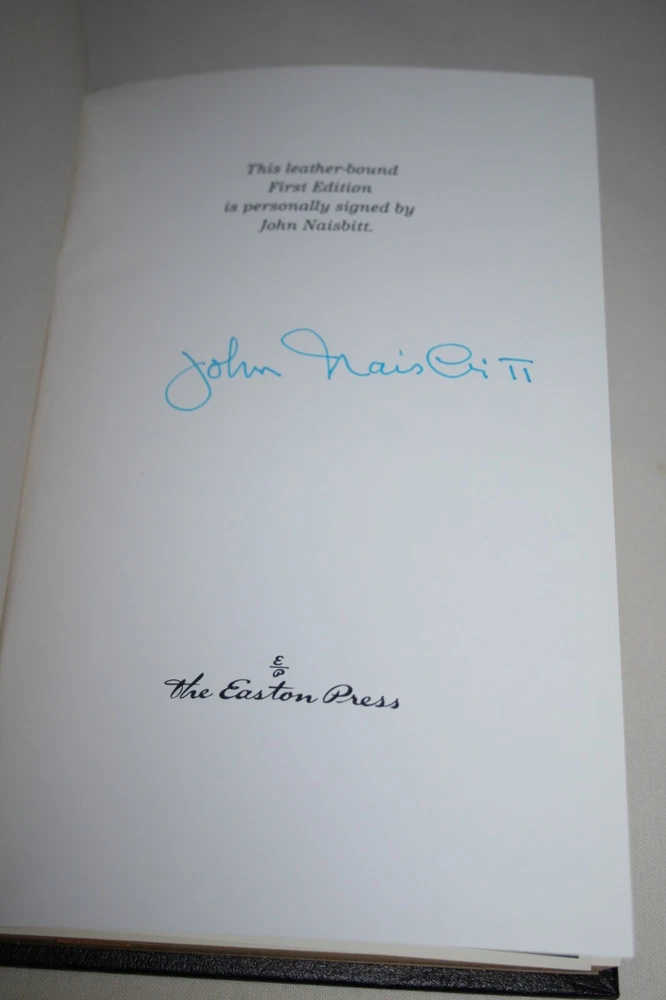 This leather-bound
First Edition
is personally signed by
John Naisbitt.
John Naisbitt
E
P
The Easton Press